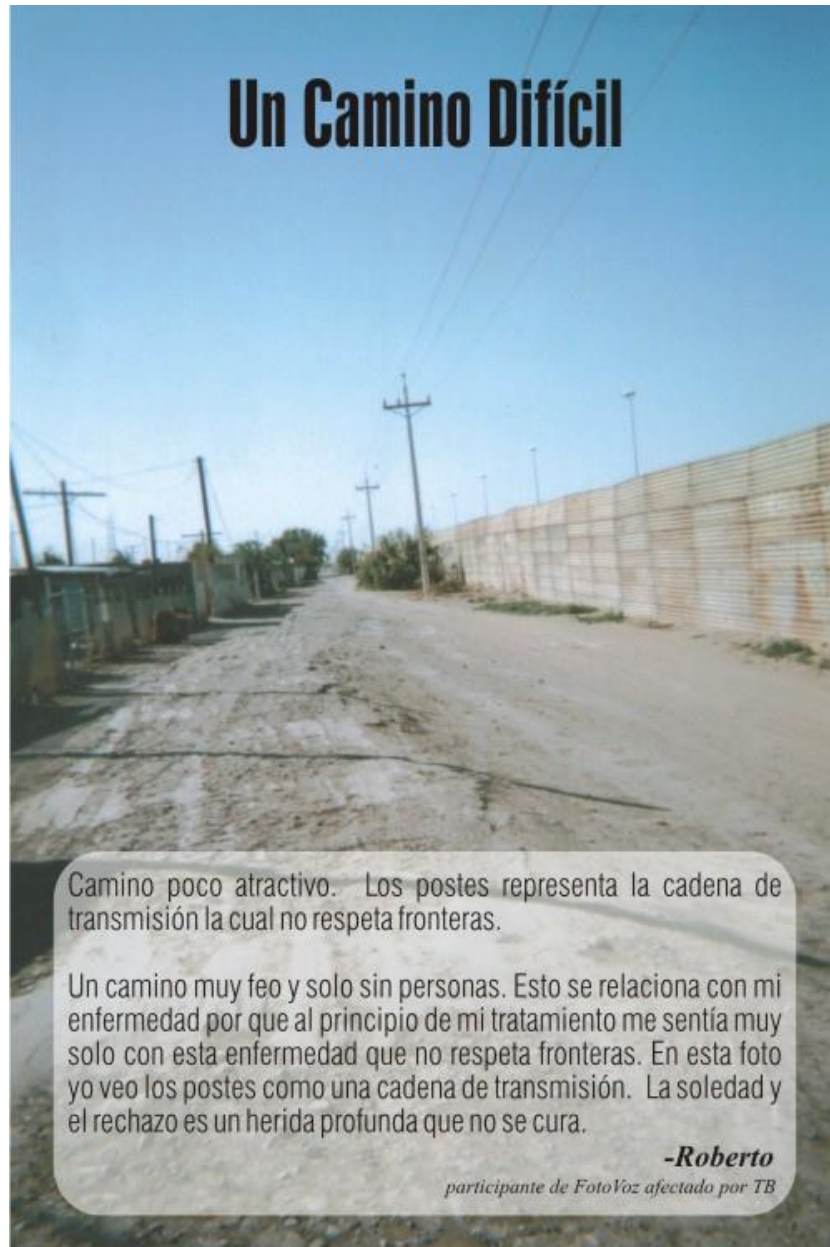 Un Camino Difícil
Camino poco atractivo. Los postes representa la cadena de
transmisión la cual no respeta fronteras.
Un camino muy feo y solo sin personas. Esto se relaciona con mi
enfermedad por que al principio de mi tratamiento me sentía muy
solo con esta enfermedad que no respeta fronteras. En esta foto
yo veo los postes como una cadena de transmisión. La soledad y
el rechazo es un herida profunda que no se cura.
-Roberto
participante de FotoVoz afectado por TB